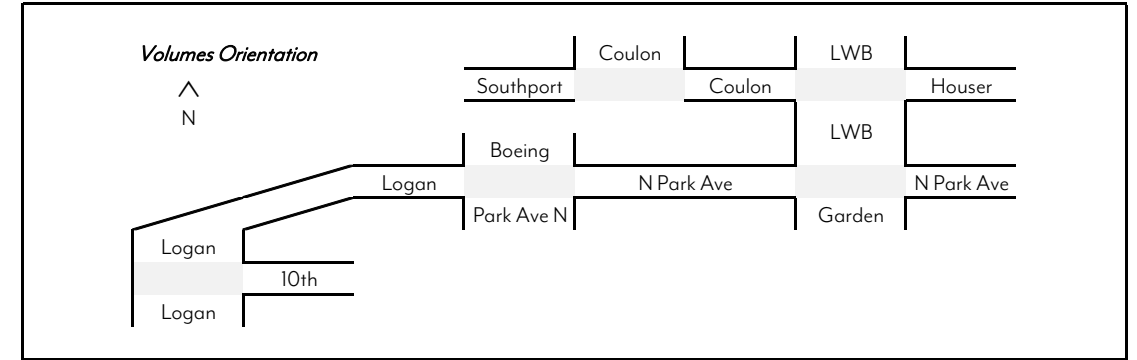 Volumes Orientation
N
Coulon
LWB
Southport
Coulon
Houser
LWB
Boeing
Logan
N Park Ave
N Park Ave
Park Ave N
Garden
Logan
10th
Logan